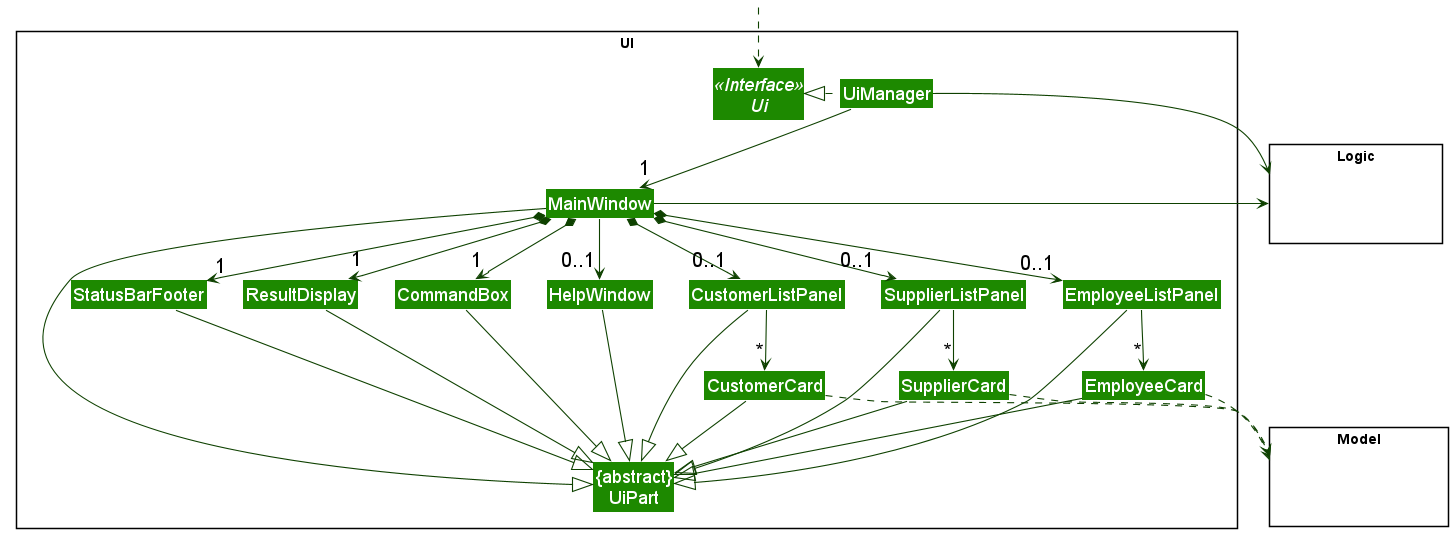 UI
«Interface»
Ui
UiManager
Logic
1
MainWindow
1
1
1
0..1
0..1
0..1
0..1
StatusBarFooter
ResultDisplay
CommandBox
HelpWindow
CustomerListPanel
SupplierListPanel
EmployeeListPanel
*
*
*
CustomerCard
SupplierCard
EmployeeCard
Model
{abstract}
UiPart